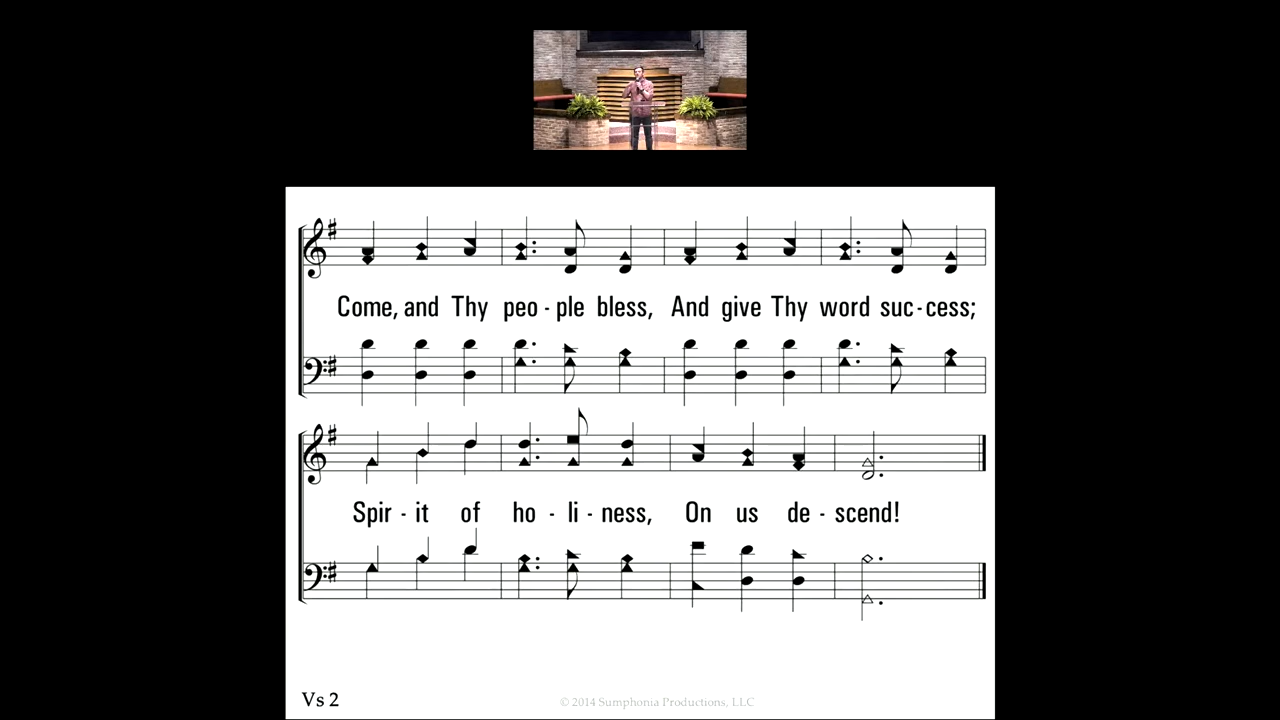 Come, and Thy peo - ple bless, And give Thy word suc - cess;
Spir - it of ho - li - ness, On us de - scend!
Vs 2
© 2014 Sumphonia Productions, LLC